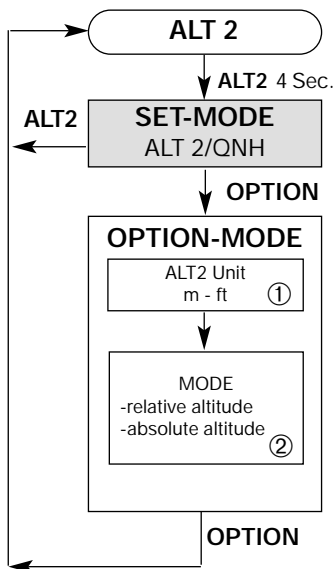 ALT 2
ALT2 4 Sec.
ALT2
SET-MODE
ALT 2/QNH
OPTION
OPTION-MODE
ALT2 Unit
m - ft ①
MODE
-relative altitude
-absolute altitude ②
OPTION